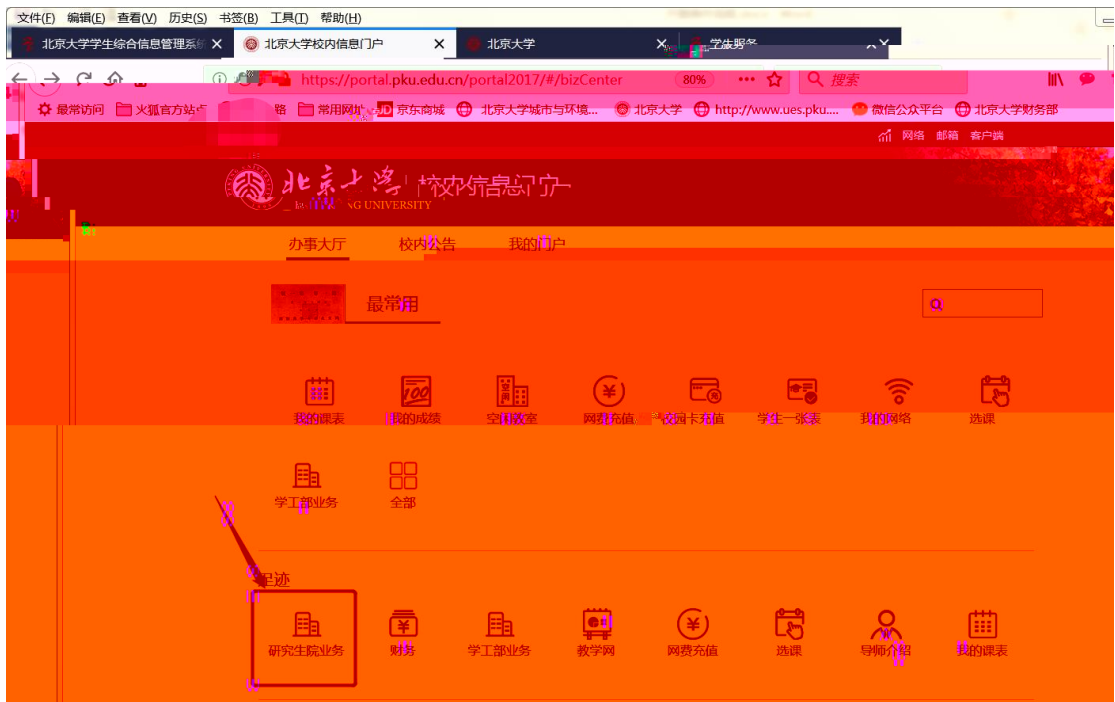 文件(F) 编辑(E) 查看(V) 历史(S) 书签(B) 工具(T) 帮助(H)
北京大学学生综合信息管理系统 × 北京大学校内信息门户 × 北京大学 ×
https://portal.pku.edu.cn/portal2017/#/bizCenter 80% 搜索
最常访问 火狐官方站点 常用网址 京东商城 北京大学城市与环境... 北京大学 http://www.ues.pku.... 微信公众平台 北京大学财务部
网络 邮箱 客户端
北京大学 校内信息门户
UNIVERSITY
办事大厅 校内公告 我的门户
最常用
我的课表 我的成绩 空闲教室 网费充值 校园卡充值 学生一张表 我的网络 选课
学工部业务 全部
足迹
研究生院业务 财务 学工部业务 教学网 网费充值 选课 导师介绍 我的课表